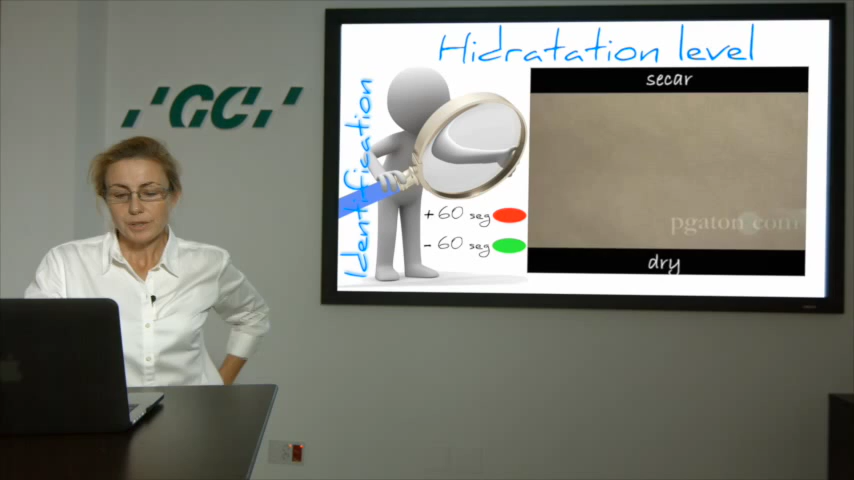 GC
Hidratation level
Identification
+ 60 seg
- 60 seg
secar
pgaton.com
dry